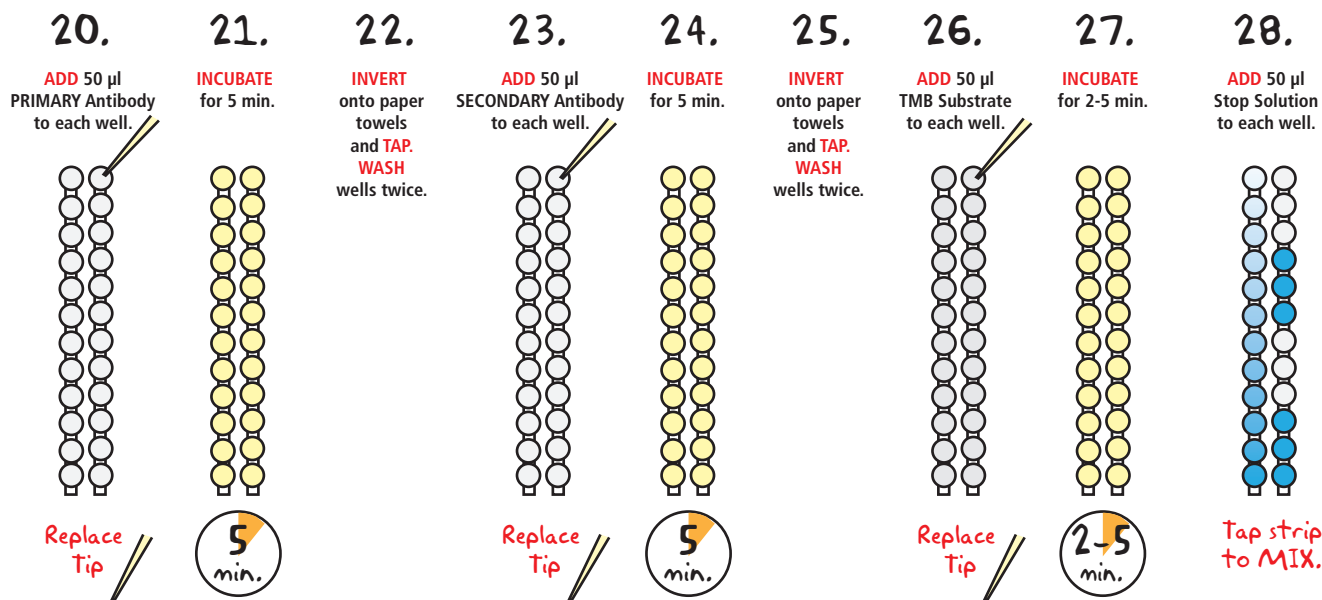 20.
ADD 50 µl
PRIMARY Antibody
to each well.
Replace
Tip
21.
INCUBATE
for 5 min.
5
min.
22.
INVERT
onto paper
towels
and TAP.
WASH
wells twice.
23.
ADD 50 µl
SECONDARY Antibody
to each well.
Replace
Tip
24.
INCUBATE
for 5 min.
5
min.
25.
INVERT
onto paper
towels
and TAP.
WASH
wells twice.
26.
ADD 50 µl
TMB Substrate
to each well.
Replace
Tip
27.
INCUBATE
for 2-5 min.
2-5
min.
28.
ADD 50 µl
Stop Solution
to each well.
Tap strip
to MIX.